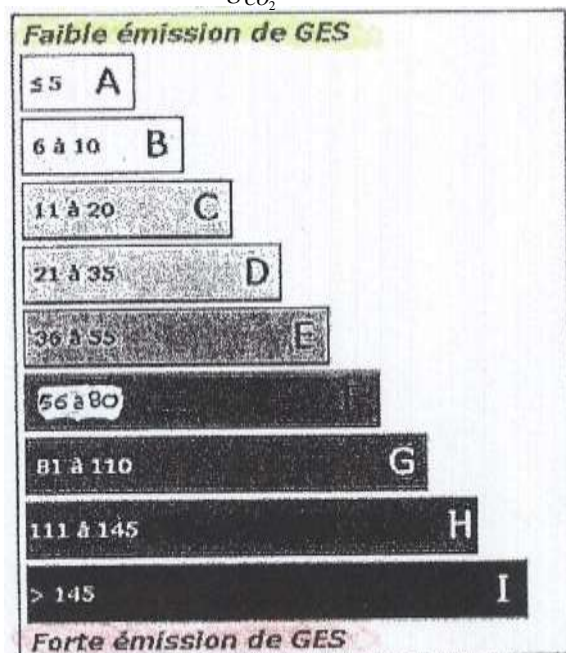 Faible émission de GES
≤ 5 A
6 à 10 B
11 à 20 C
21 à 35 D
36 à 55 E
56 à 80 F
81 à 110 G
111 à 145 H
> 145 I
Forte émission de GES